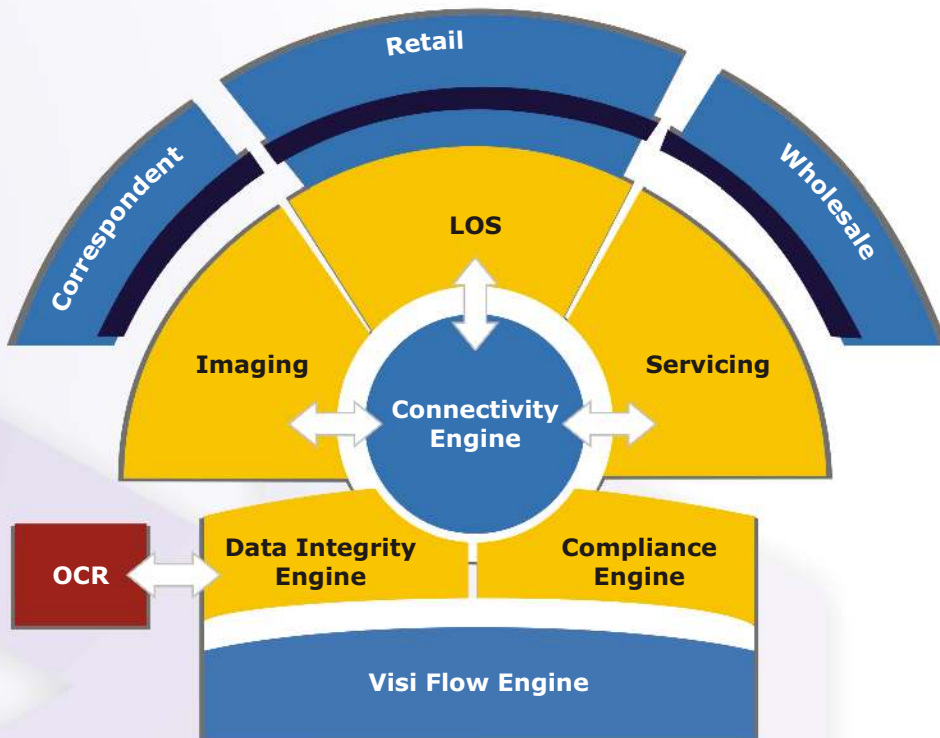 Retail
Correspondent
Wholesale
LOS
Imaging
Servicing
Connectivity
Engine
OCR
Data Integrity
Engine
Compliance
Engine
Visi Flow Engine